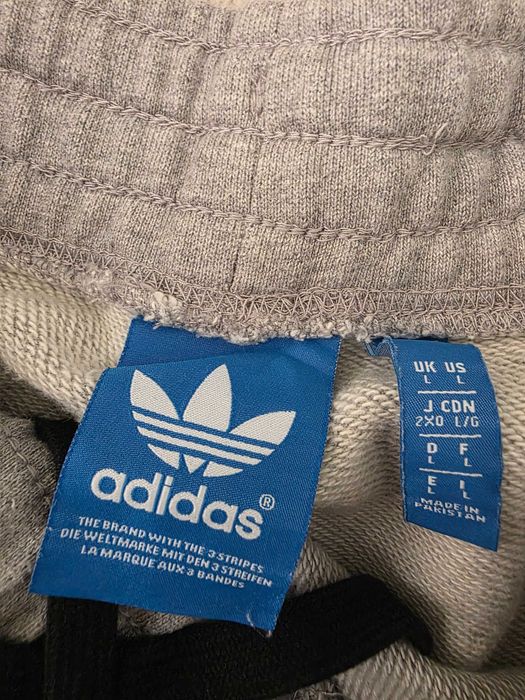 adidas®
THE BRAND WITH THE 3 STRIPES
DIE WELTMARKE MIT DEN 3 STREIFEN
LA MARQUE AUX 3 BANDES
UK US
L L
J CDN
2XO L/G
D F
L L
E I
L L
MADE IN
PAKISTAN